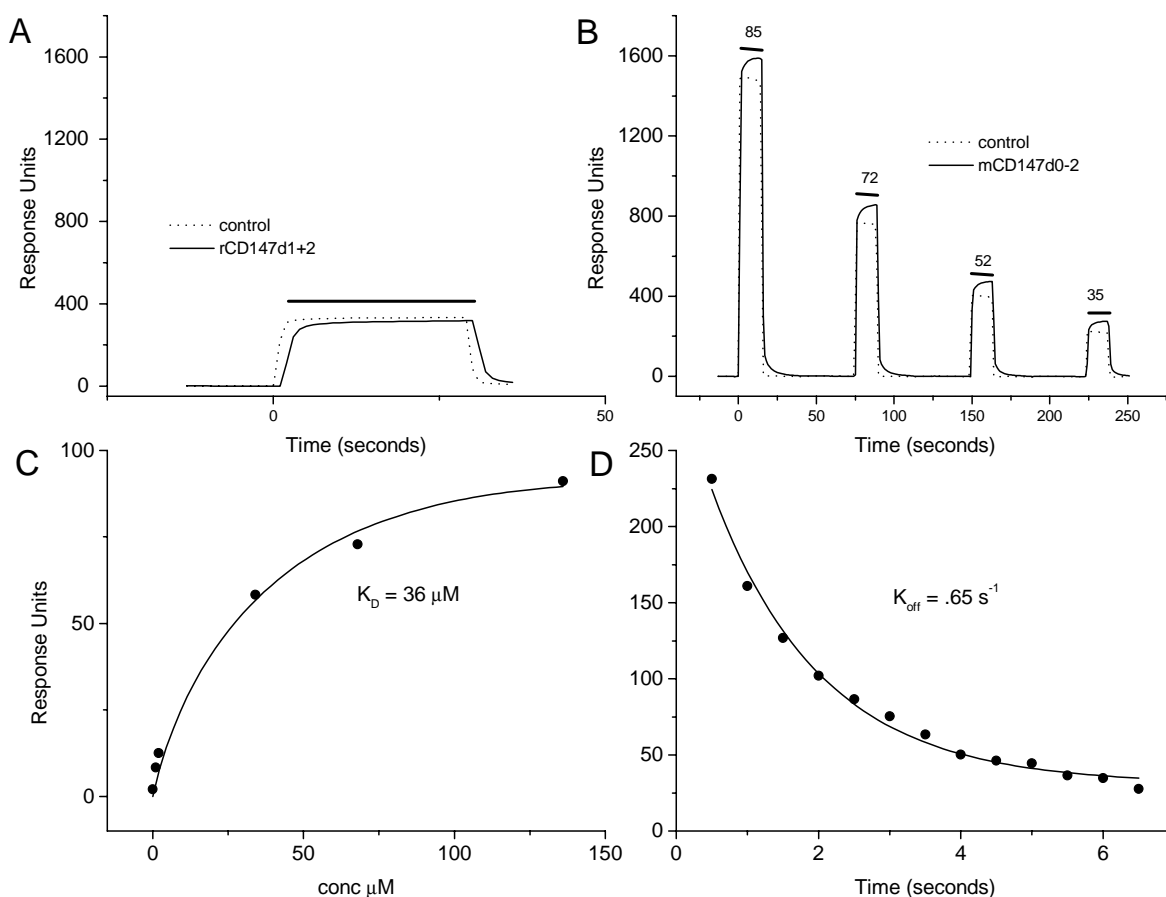 A
1600
1200
800
400
0
Response Units
control
rCD147d1+2
0
50
Time (seconds)
B
1600
1200
800
400
0
Response Units
85
72
52
35
control
mCD147d0-2
0
50
100
150
200
250
Time (seconds)
C
100
50
0
Response Units
K_D = 36 μM
0
50
100
150
conc μM
D
250
200
150
100
50
0
K_off = .65 s^-1
0
2
4
6
Time (seconds)